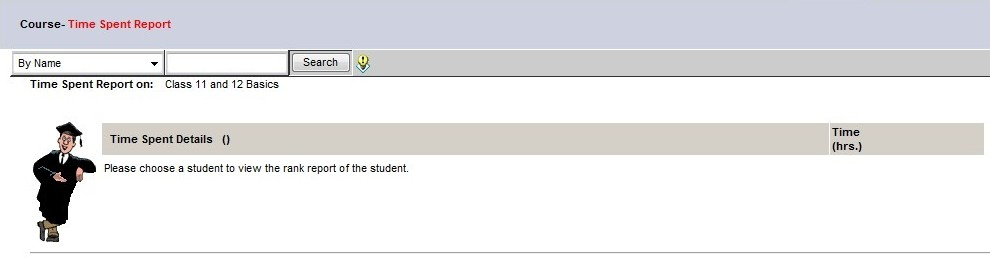 Course- Time Spent Report
By Name Search
Time Spent Report on: Class 11 and 12 Basics
Time Spent Details () Time
(hrs.)
Please choose a student to view the rank report of the student.